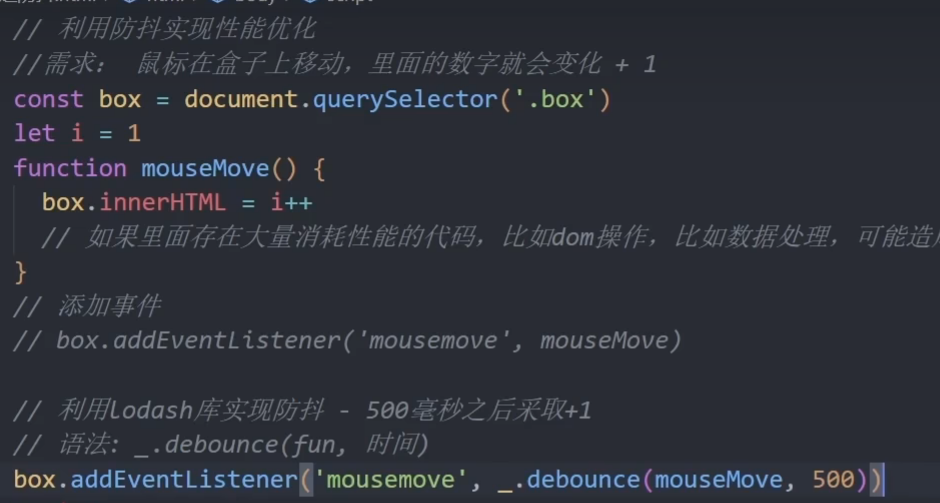 // 利用防抖实现性能优化
//需求： 鼠标在盒子上移动，里面的数字就会变化 + 1
const box = document.querySelector('.box')
let i = 1
function mouseMove() {
  box.innerHTML = i++
  // 如果里面存在大量消耗性能的代码，比如dom操作，比如数据处理，可能造
}
// 添加事件
// box.addEventListener('mousemove', mouseMove)
// 利用lodash库实现防抖 - 500毫秒之后采取+1
// 语法: _.debounce(fun, 时间)
box.addEventListener('mousemove', _.debounce(mouseMove, 500))